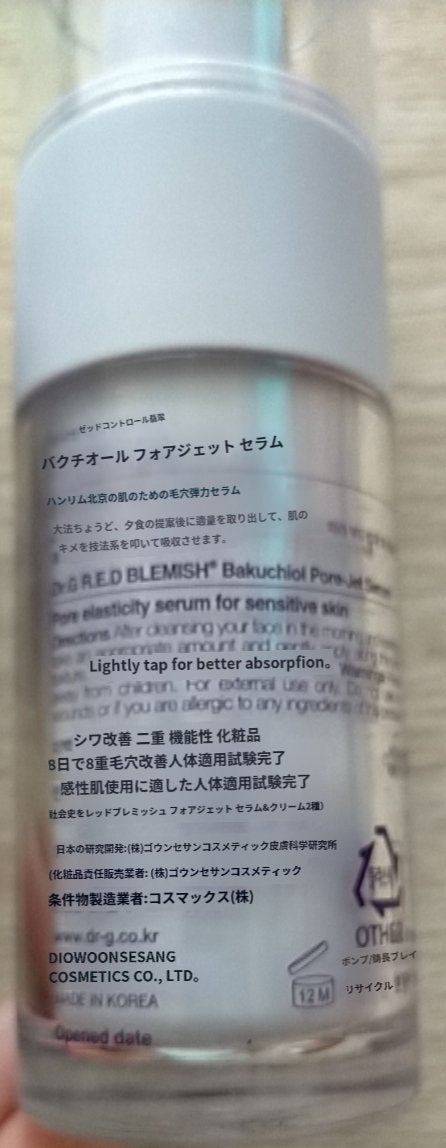 ゼッドコントロール翡翠
バクチオール フォアジェット セラム
ハンリム北京の肌のための毛穴弾力セラム
大法ちょうど、夕食の提案後に適量を取り出して、肌の
キメを技法系を叩いて吸収させます。
Dr.G R.E.D BLEMISH® Bakuchiol Pore-Jet Serum
Pore elasticity serum for sensitive skin
Directions After cleansing your face in the morning
an appropriate amount and gently
Lightly tap for better absorpfion。
away from children. For external use only. Do
wounds or if you are allergic to any ingredients of this
シワ改善 二重 機能性 化粧品
8日で8重毛穴改善人体適用試験完了
感性肌使用に適した人体適用試験完了
社会史をレッドブレミッシュ フォアジェット セラム&クリーム2種）
日本の研究開発:(株)ゴウンセサンコスメティック皮膚科学研究所
(化粧品責任販売業者: (株)ゴウンセサンコスメティック
条件物製造業者:コスマックス(株)
www.dr-g.co.kr
DIOWOONSESANG
COSMETICS CO., LTD。
MADE IN KOREA
Opened date
12M
OTHER
ポンプ/鋳長ブレイ
リサイクル